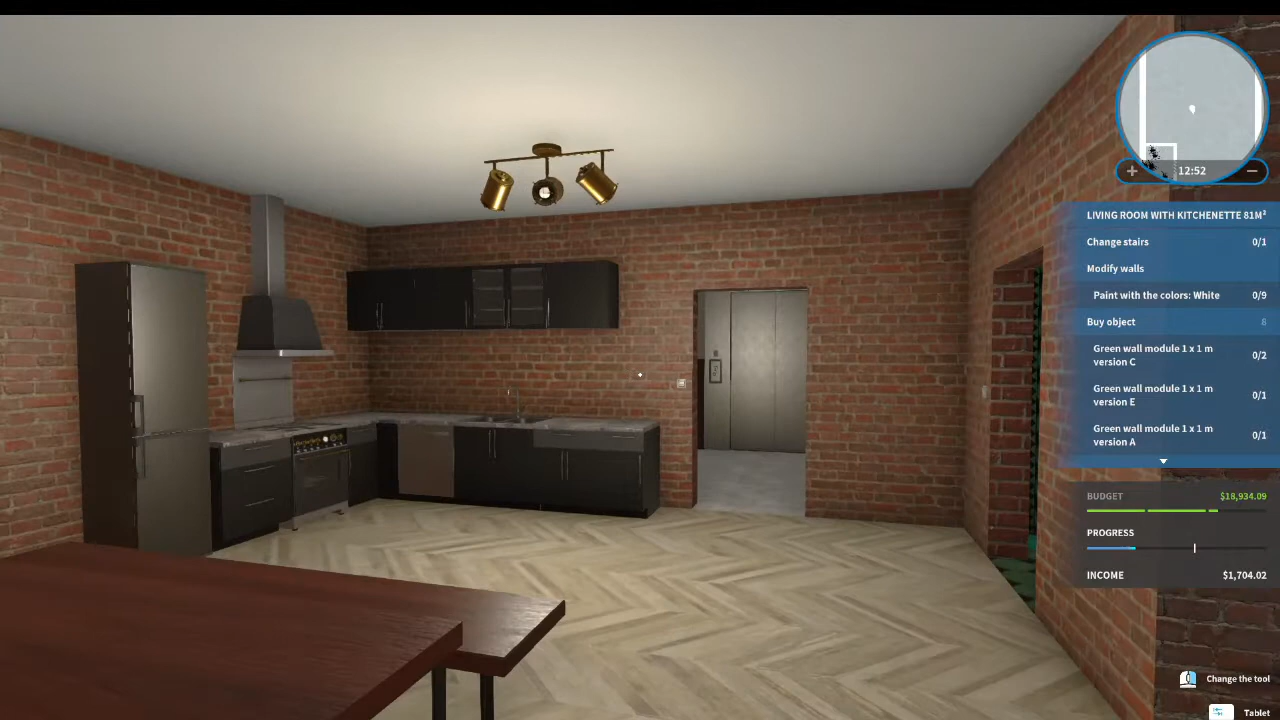 12:52
LIVING ROOM WITH KITCHENETTE 81M²
Change stairs 0/1
Modify walls
Paint with the colors: White 0/9
Buy object 6
Green wall module 1 x 1 m
version C 0/2
Green wall module 1 x 1 m
version E 0/1
Green wall module 1 x 1 m
version A 0/1
BUDGET $18,934.09
PROGRESS
INCOME $1,704.02
Change the tool
Tablet